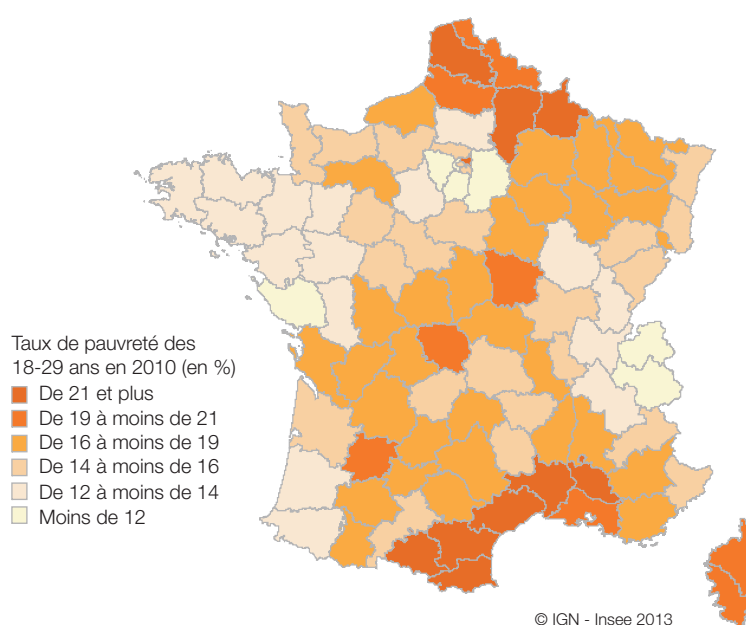 Taux de pauvreté des
18-29 ans en 2010 (en %)
De 21 et plus
De 19 à moins de 21
De 16 à moins de 19
De 14 à moins de 16
De 12 à moins de 14
Moins de 12
© IGN - Insee 2013